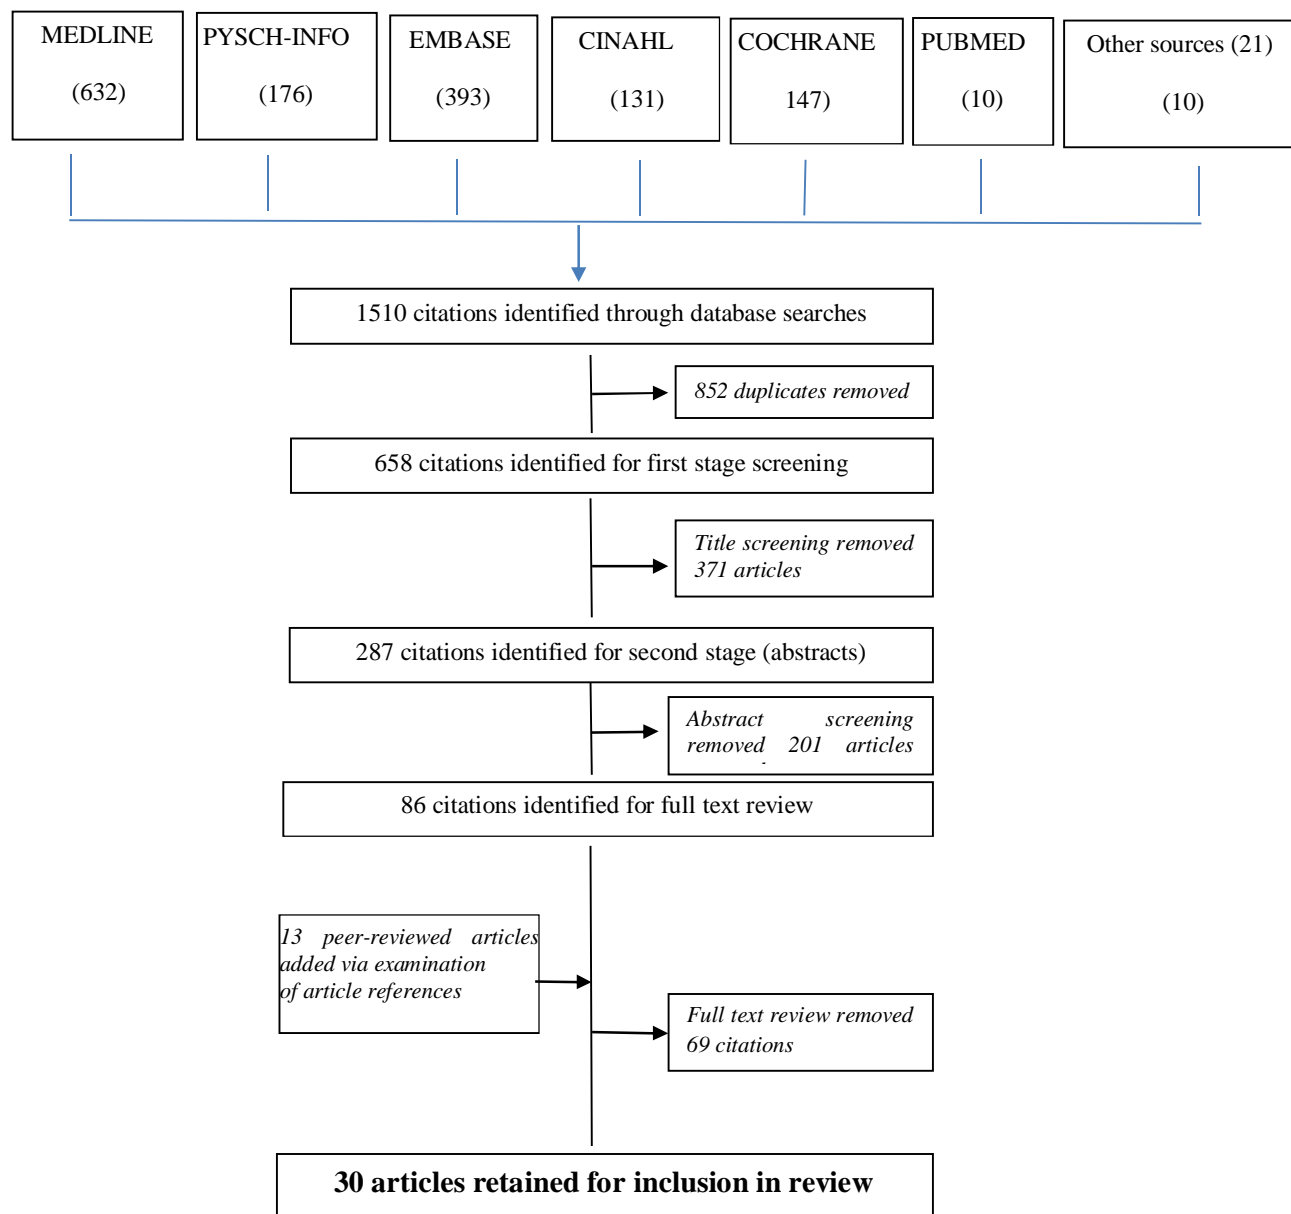 MEDLINE
(632)
PYSCH-INFO
(176)
EMBASE
(393)
CINAHL
(131)
COCHRANE
147)
PUBMED
(10)
Other sources (21)
(10)
1510 citations identified through database searches
852 duplicates removed
658 citations identified for first stage screening
Title screening removed
371 articles
287 citations identified for second stage (abstracts)
Abstract screening
removed 201 articles
86 citations identified for full text review
13 peer-reviewed articles
added via examination
of article references
Full text review removed
69 citations
30 articles retained for inclusion in review